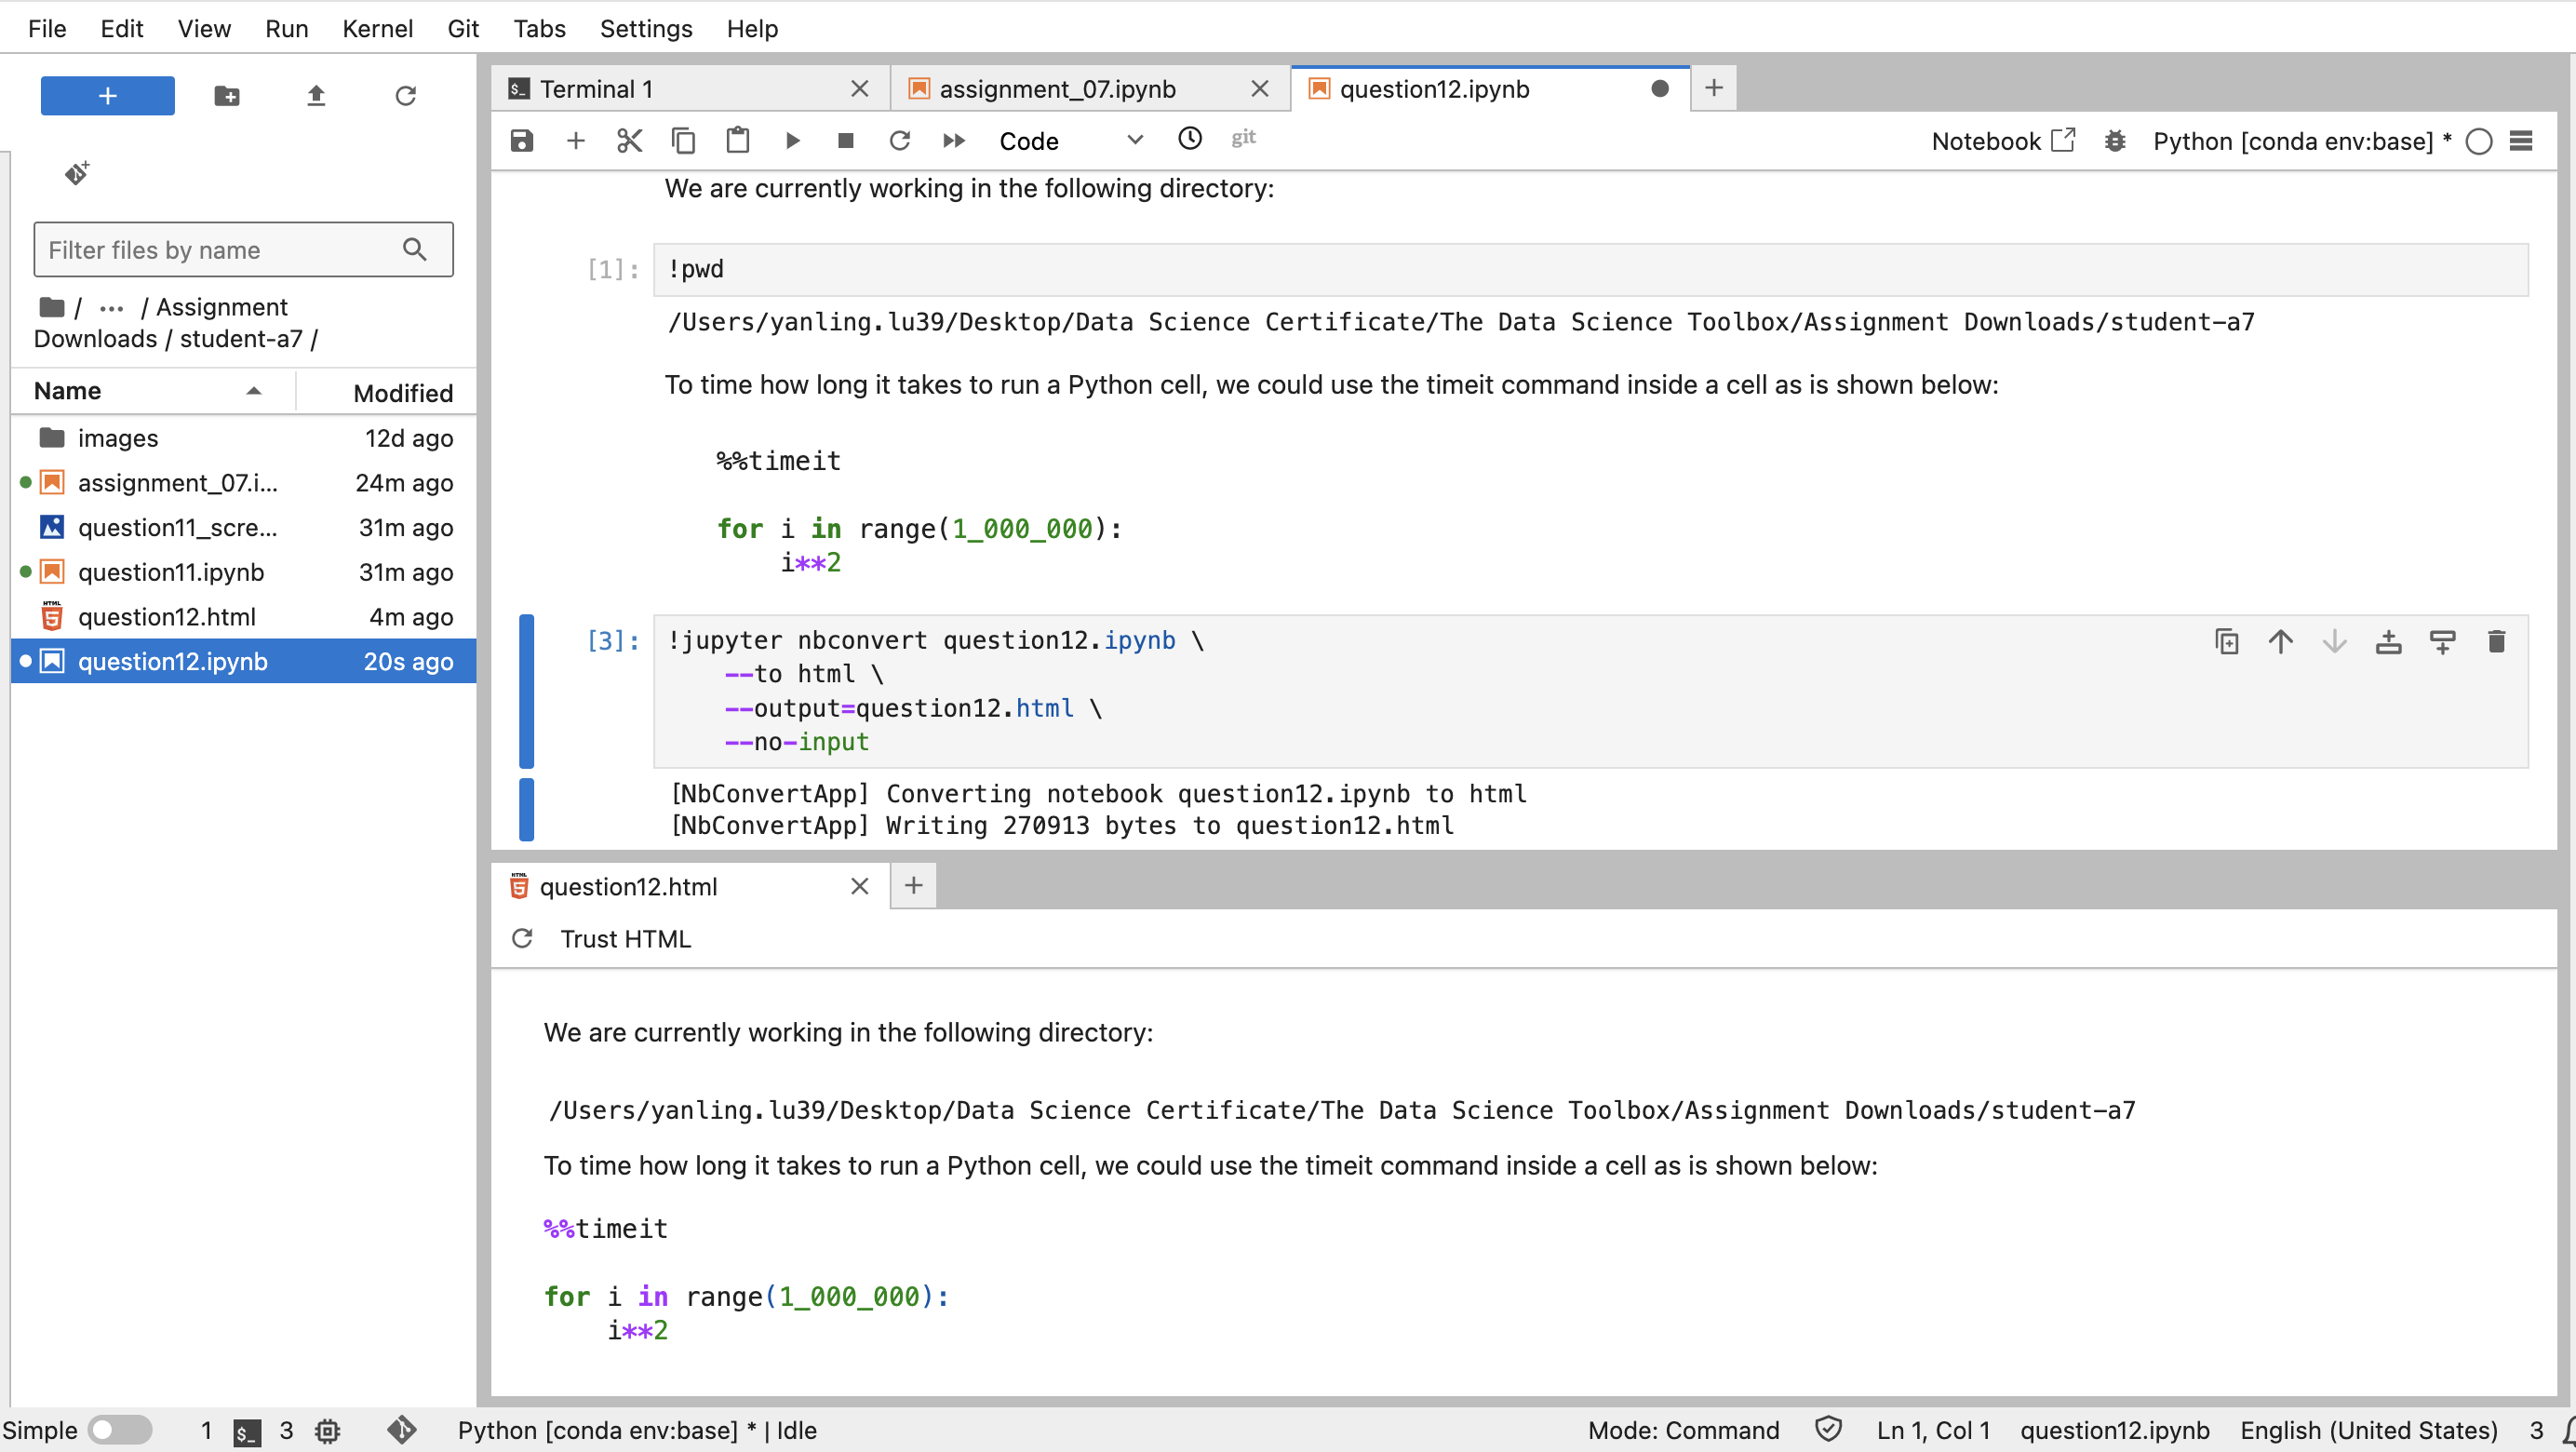 File Edit View Run Kernel Git Tabs Settings Help
+
Filter files by name
/ ··· / Assignment
Downloads / student-a7 /
Name Modified
images 12d ago
assignment_07.i... 24m ago
question11_scre... 31m ago
question11.ipynb 31m ago
question12.html 4m ago
question12.ipynb 20s ago
Terminal 1 assignment_07.ipynb question12.ipynb
Code git Notebook Python [conda env:base] *
We are currently working in the following directory:
[1]: !pwd
/Users/yanling.lu39/Desktop/Data Science Certificate/The Data Science Toolbox/Assignment Downloads/student-a7
To time how long it takes to run a Python cell, we could use the timeit command inside a cell as is shown below:
%%timeit
for i in range(1_000_000):
    i**2
[3]: !jupyter nbconvert question12.ipynb \
    --to html \
    --output=question12.html \
    --no-input
[NbConvertApp] Converting notebook question12.ipynb to html
[NbConvertApp] Writing 270913 bytes to question12.html
question12.html
Trust HTML
We are currently working in the following directory:
/Users/yanling.lu39/Desktop/Data Science Certificate/The Data Science Toolbox/Assignment Downloads/student-a7
To time how long it takes to run a Python cell, we could use the timeit command inside a cell as is shown below:
%%timeit
for i in range(1_000_000):
    i**2
Simple 1 3 Python [conda env:base] * | Idle Mode: Command Ln 1, Col 1 question12.ipynb English (United States) 3